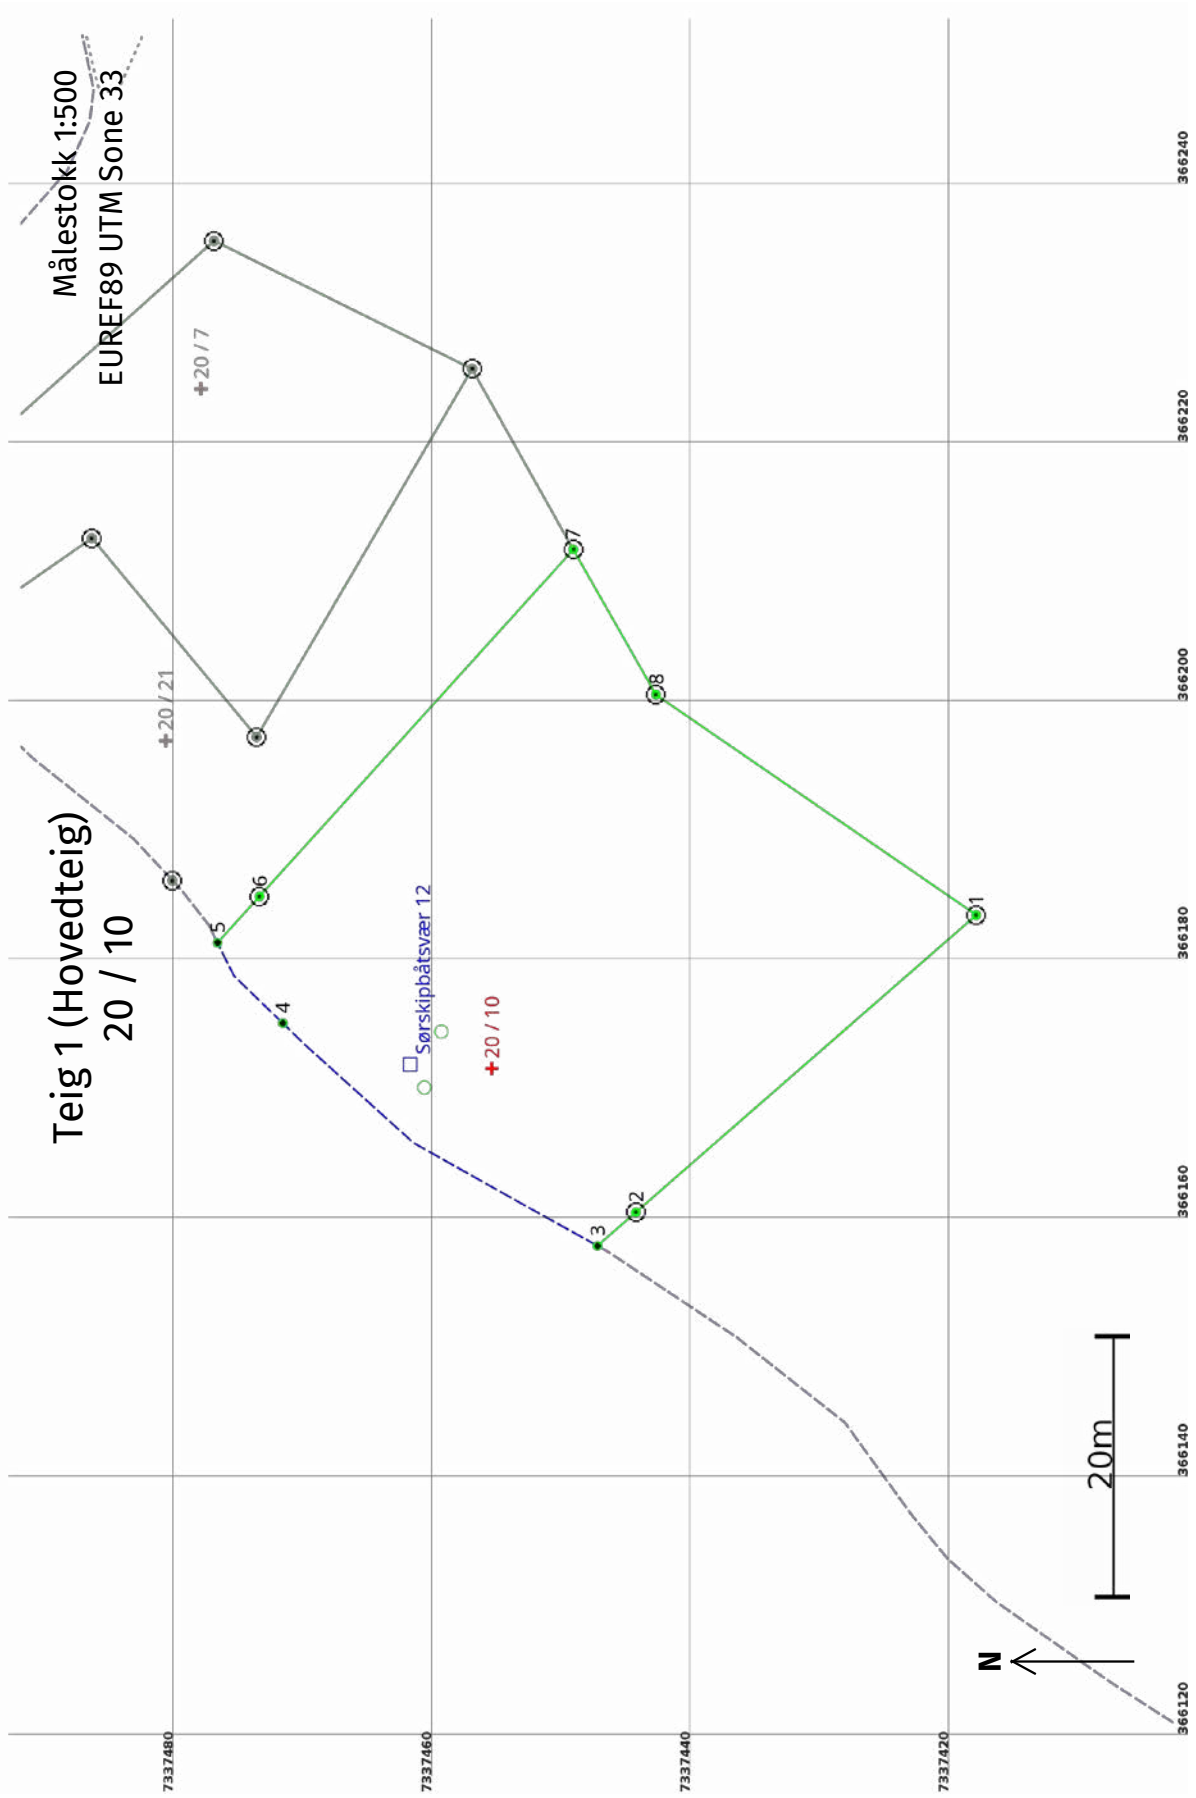 Målestokk 1:500
EUREF89 UTM Sone 33
Teig 1 (Hovedteig)
20 / 10
20 / 7
20 / 21
5
6
4
7
8
Sørskipbåtsvær 12
20 / 10
3
2
1
20m
N
7337480
7337460
7337440
7337420
366120
366140
366160
366180
366200
366220
366240